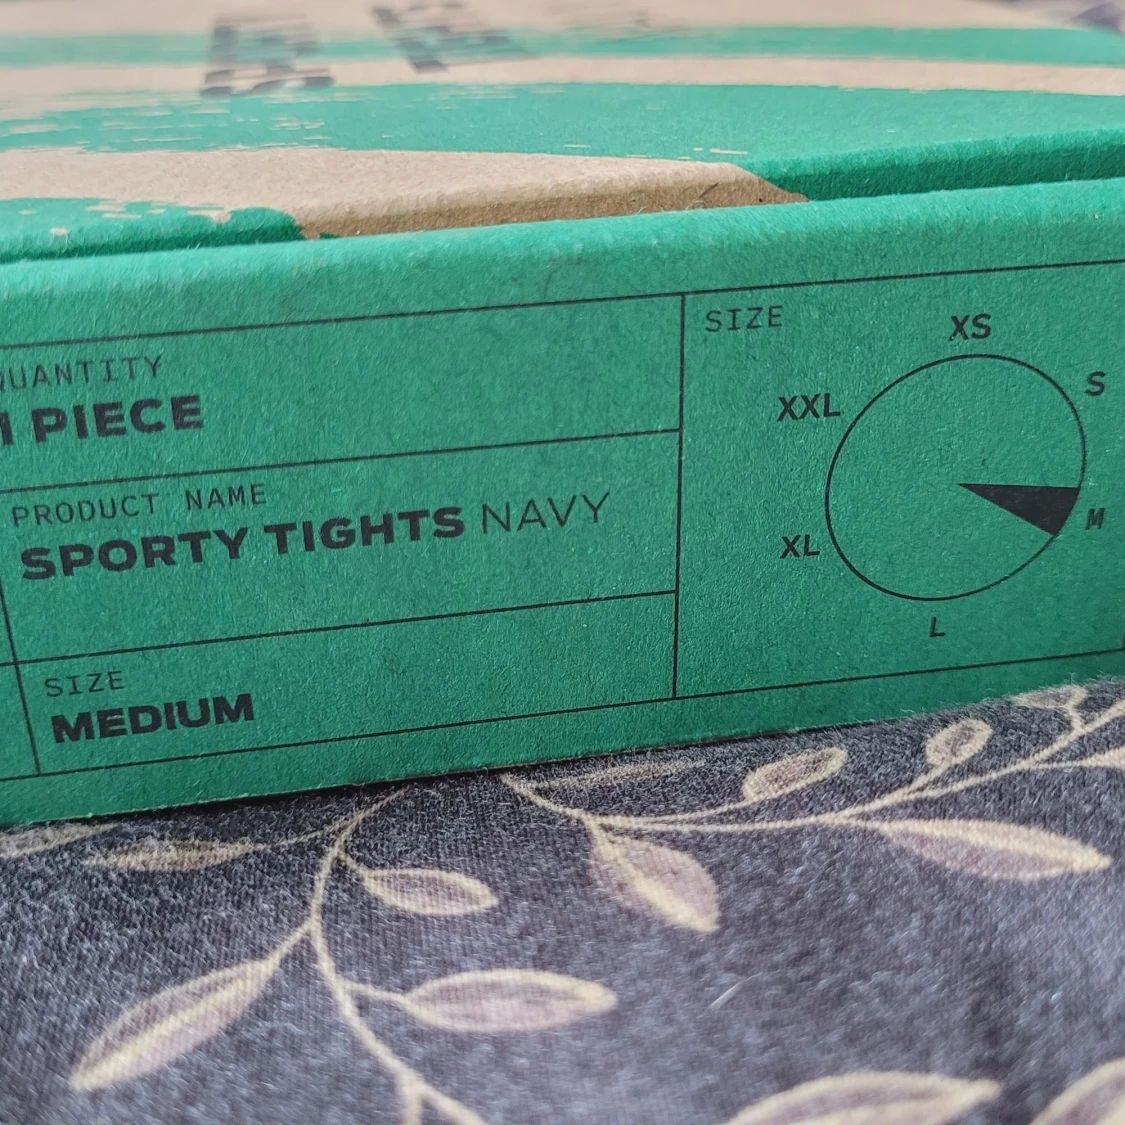 QUANTITY
1 PIECE
PRODUCT NAME
SPORTY TIGHTS NAVY
SIZE
MEDIUM
SIZE
XS
S
M
L
XL
XXL